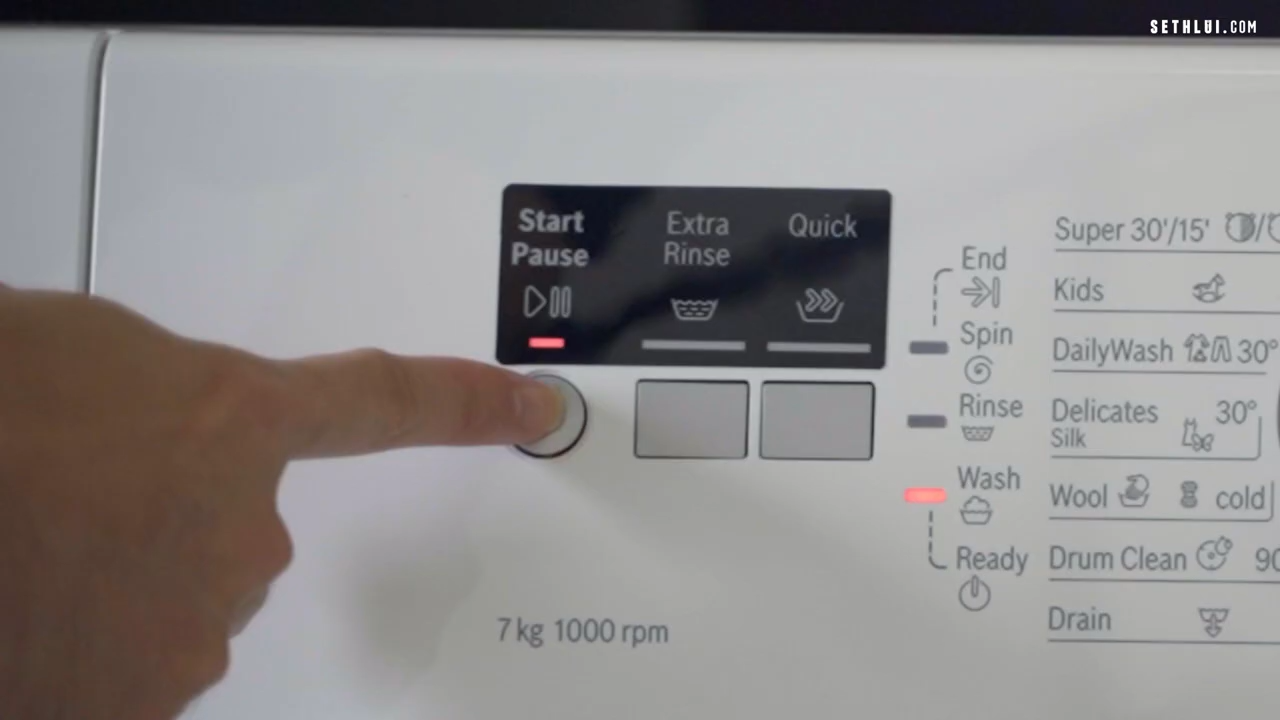 SETHLUI.COM
Start
Pause
Extra
Rinse
Quick
End
Spin
Rinse
Wash
Ready
Super 30'/15'
Kids
DailyWash 30°
Delicates 30°
Silk
Wool cold
Drum Clean 90
Drain
7 kg 1000 rpm